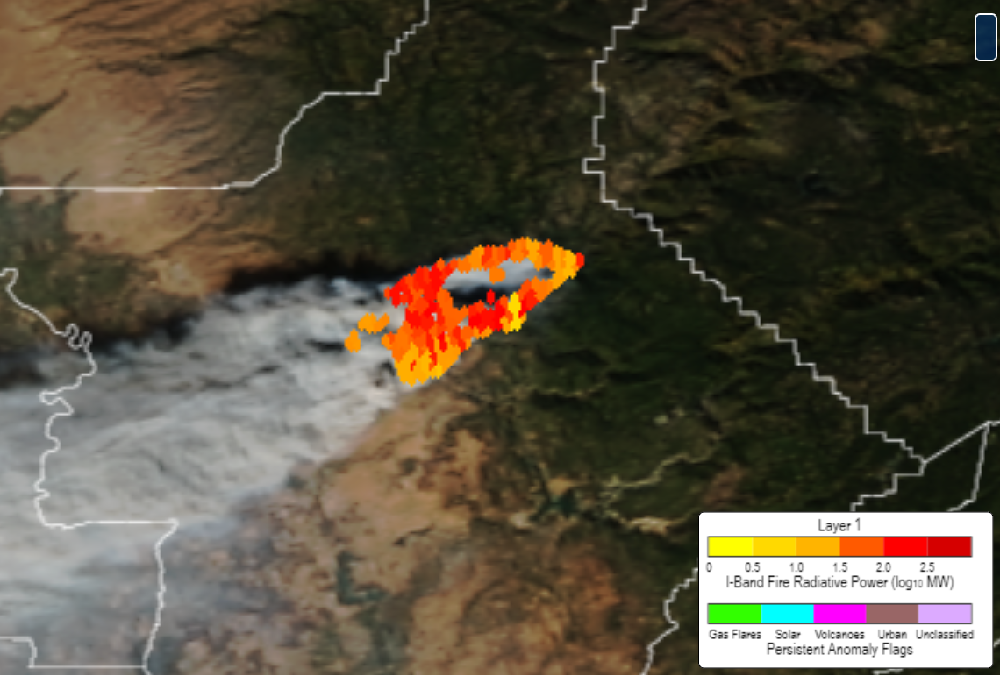 Layer 1
0 0.5 1.0 1.5 2.0 2.5
I-Band Fire Radiative Power (log₁₀ MW)
Gas Flares Solar Volcanoes Urban Unclassified
Persistent Anomaly Flags